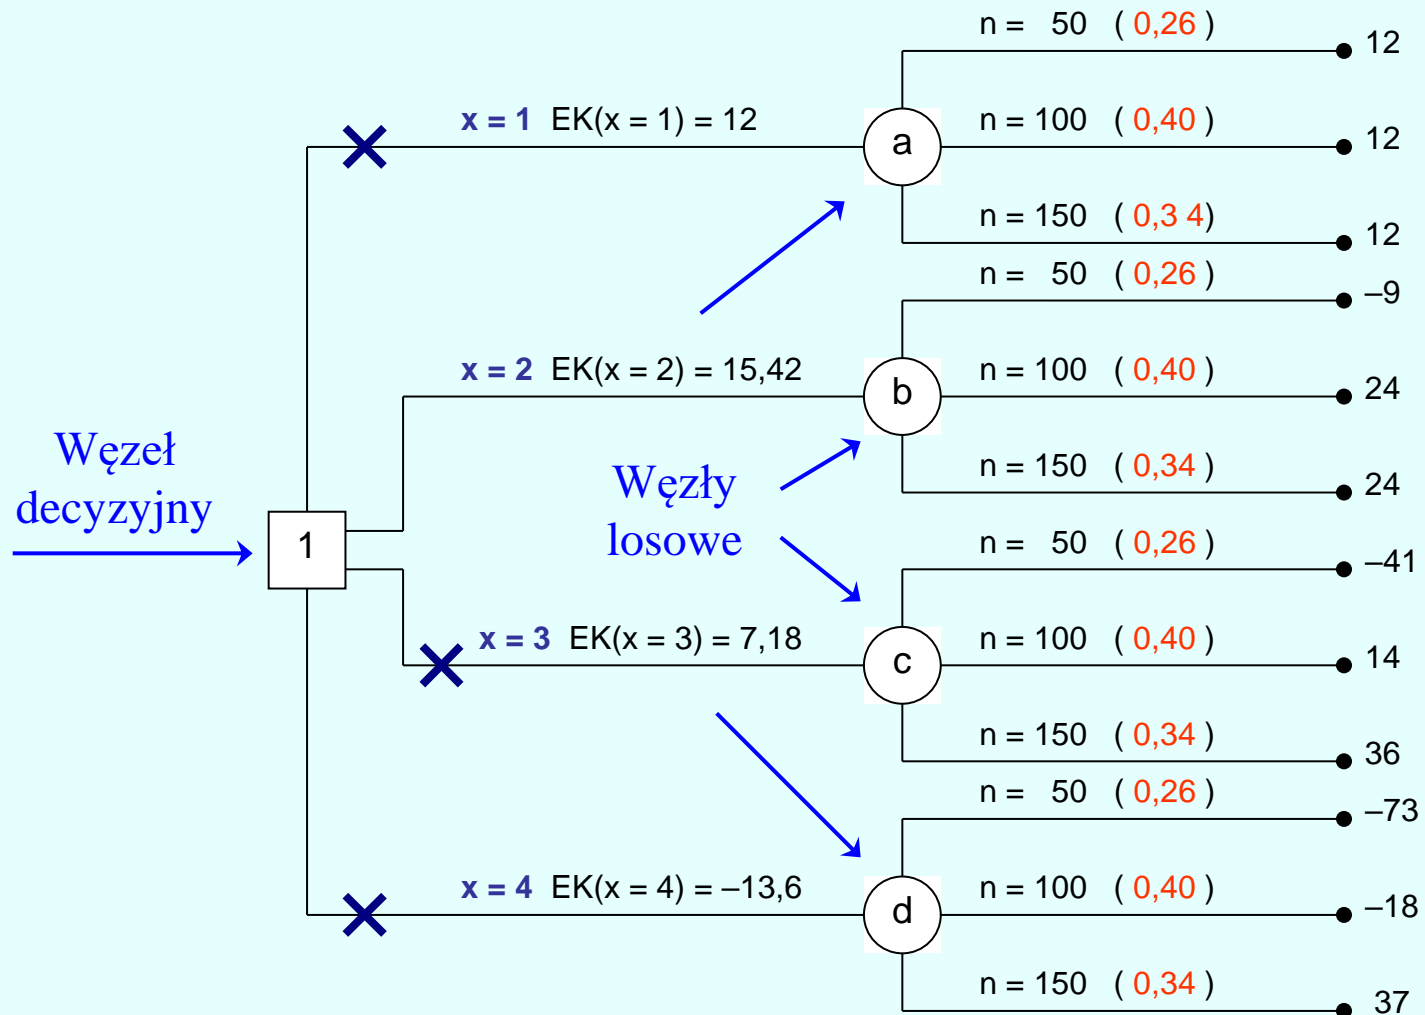 n = 50 ( 0,26 ) 12
x = 1 EK(x = 1) = 12 a n = 100 ( 0,40 ) 12
n = 150 ( 0,3 4) 12
n = 50 ( 0,26 ) –9
x = 2 EK(x = 2) = 15,42 b n = 100 ( 0,40 ) 24
n = 150 ( 0,34 ) 24
Węzeł
decyzyjny
1
Węzły
losowe
n = 50 ( 0,26 ) –41
x = 3 EK(x = 3) = 7,18 c n = 100 ( 0,40 ) 14
n = 150 ( 0,34 ) 36
n = 50 ( 0,26 ) –73
x = 4 EK(x = 4) = –13,6 d n = 100 ( 0,40 ) –18
n = 150 ( 0,34 ) 37